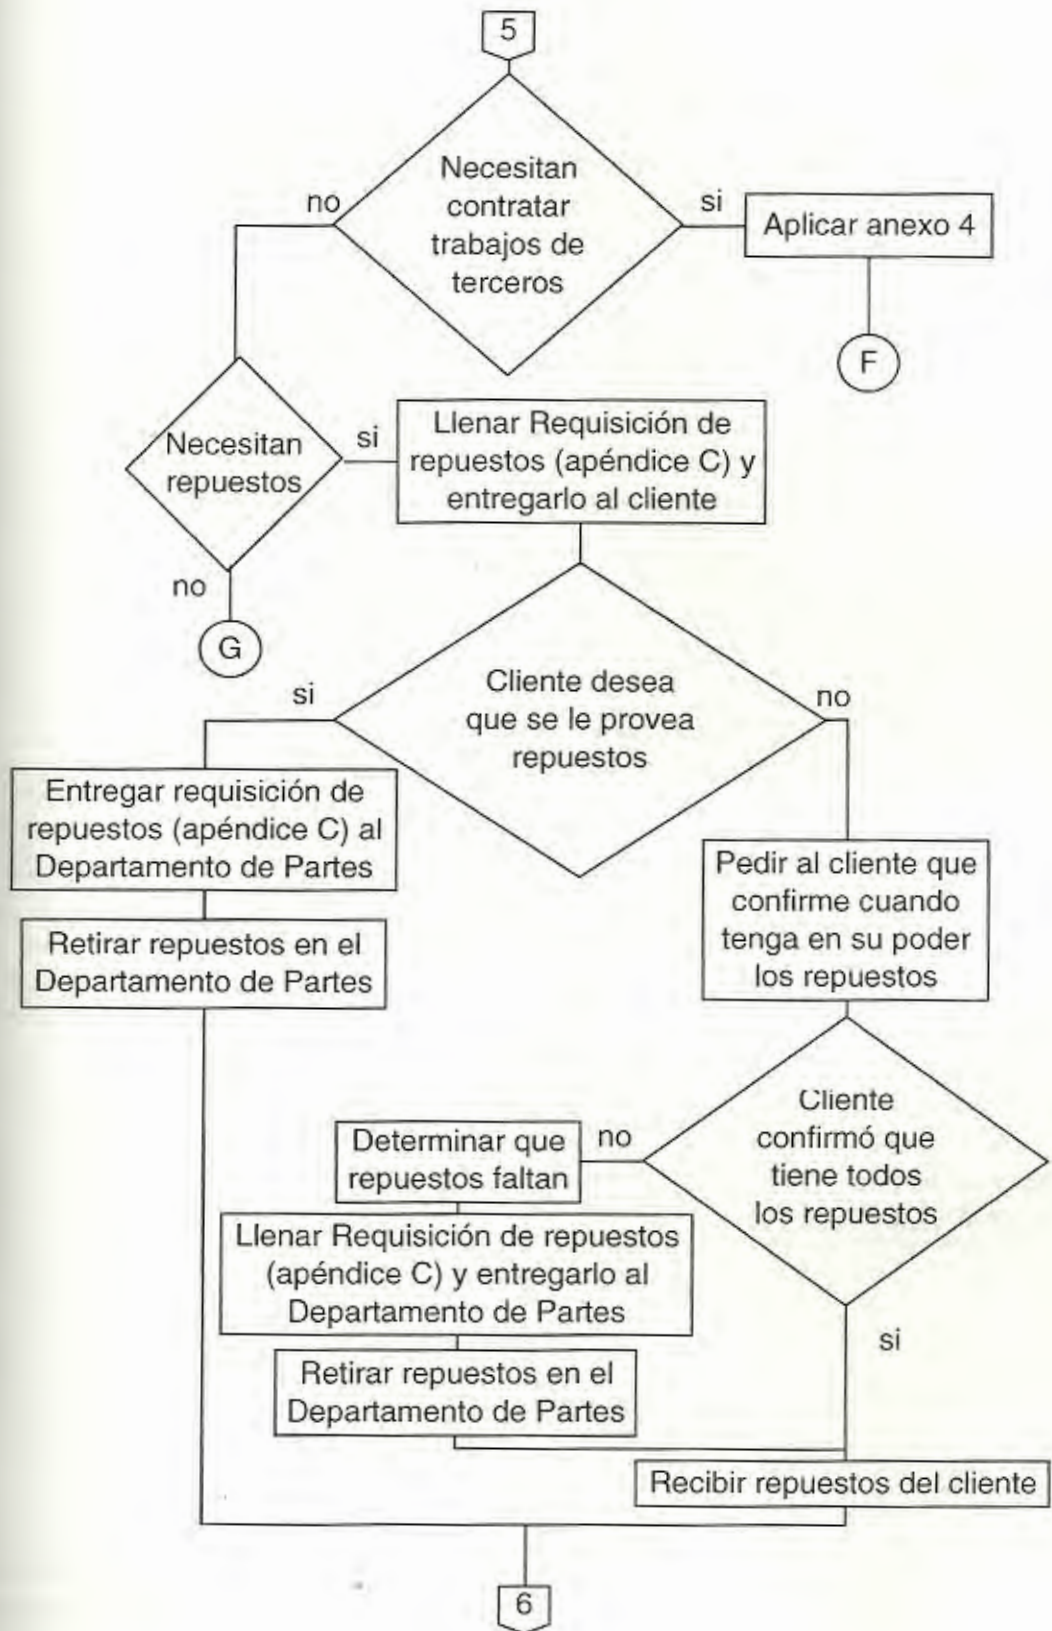 5
Necesitan
contratar
trabajos de
terceros
no
si
Aplicar anexo 4
F
Necesitan
repuestos
si
Llenar Requisición de
repuestos (apéndice C) y
entregarlo al cliente
no
G
Cliente desea
que se le provea
repuestos
si
no
Entregar requisición de
repuestos (apéndice C) al
Departamento de Partes
Retirar repuestos en el
Departamento de Partes
Pedir al cliente que
confirme cuando
tenga en su poder
los repuestos
Cliente
confirmó que
tiene todos
los repuestos
no
Determinar que
repuestos faltan
Llenar Requisición de repuestos
(apéndice C) y entregarlo al
Departamento de Partes
Retirar repuestos en el
Departamento de Partes
si
Recibir repuestos del cliente
6